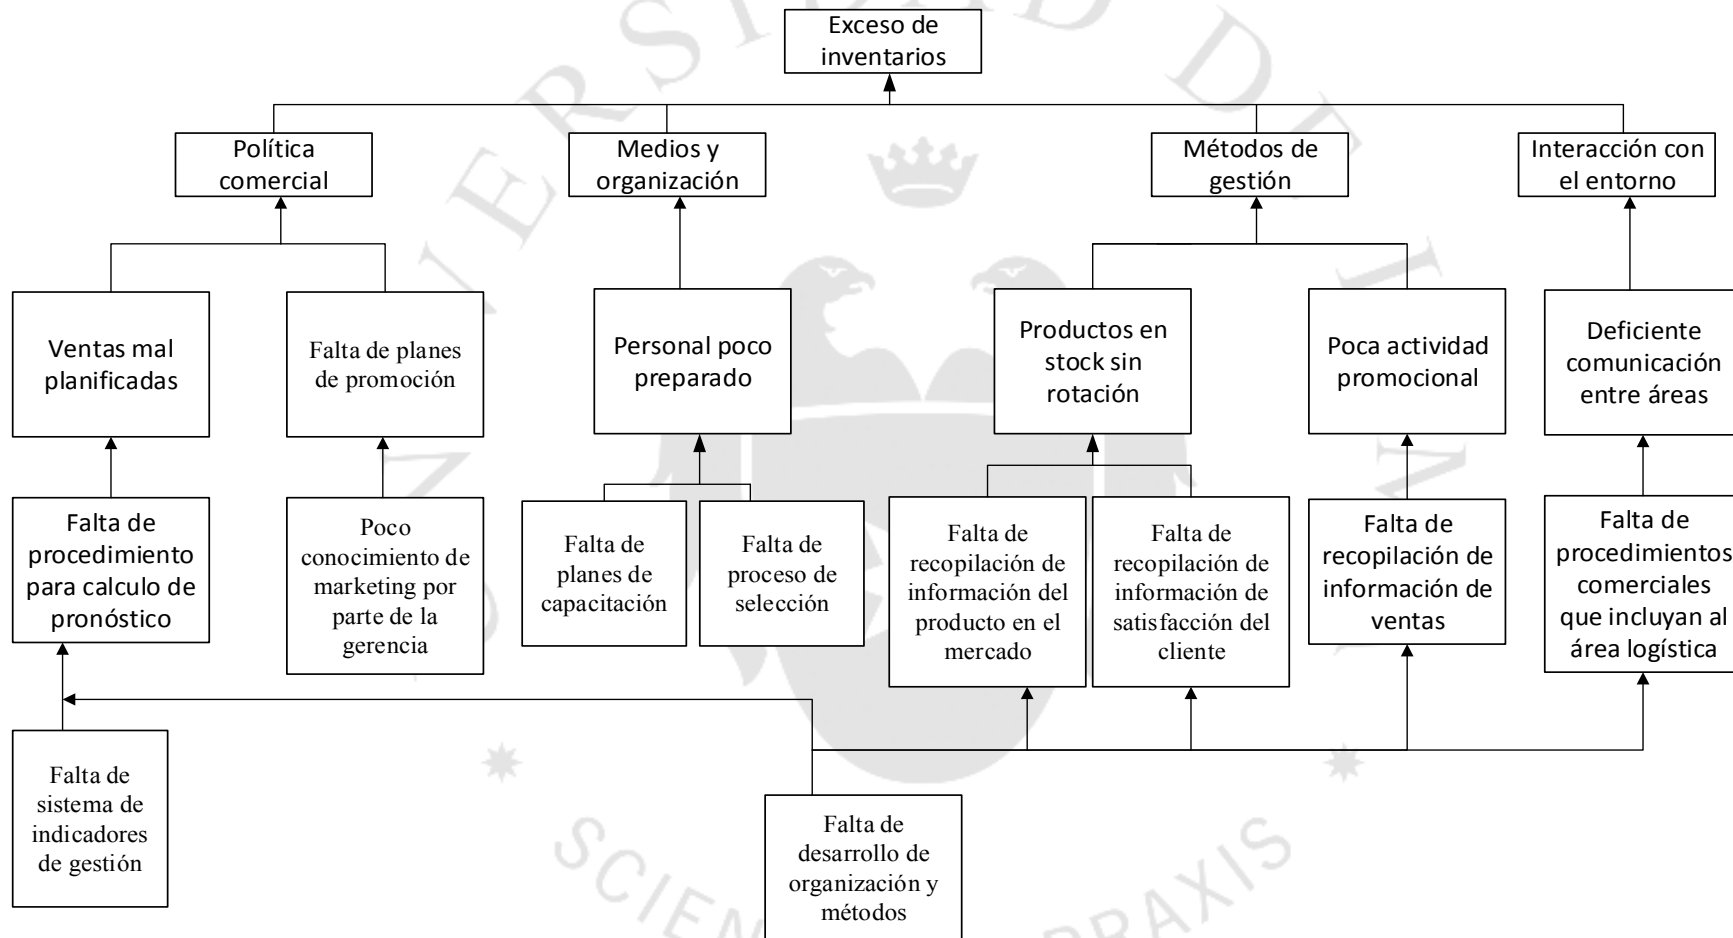 Exceso de
inventarios
Política
comercial
Medios y
organización
Métodos de
gestión
Interacción con
el entorno
Ventas mal
planificadas
Falta de planes
de promoción
Personal poco
preparado
Productos en
stock sin
rotación
Poca actividad
promocional
Deficiente
comunicación
entre áreas
Falta de
procedimiento
para calculo de
pronóstico
Poco
conocimiento de
marketing por
parte de la
gerencia
Falta de
planes de
capacitación
Falta de
proceso de
selección
Falta de
recopilación de
información del
producto en el
mercado
Falta de
recopilación de
información de
satisfacción del
cliente
Falta de
recopilación de
información de
ventas
Falta de
procedimientos
comerciales
que incluyan al
área logística
Falta de
sistema de
indicadores
de gestión
Falta de
desarrollo de
organización y
métodos